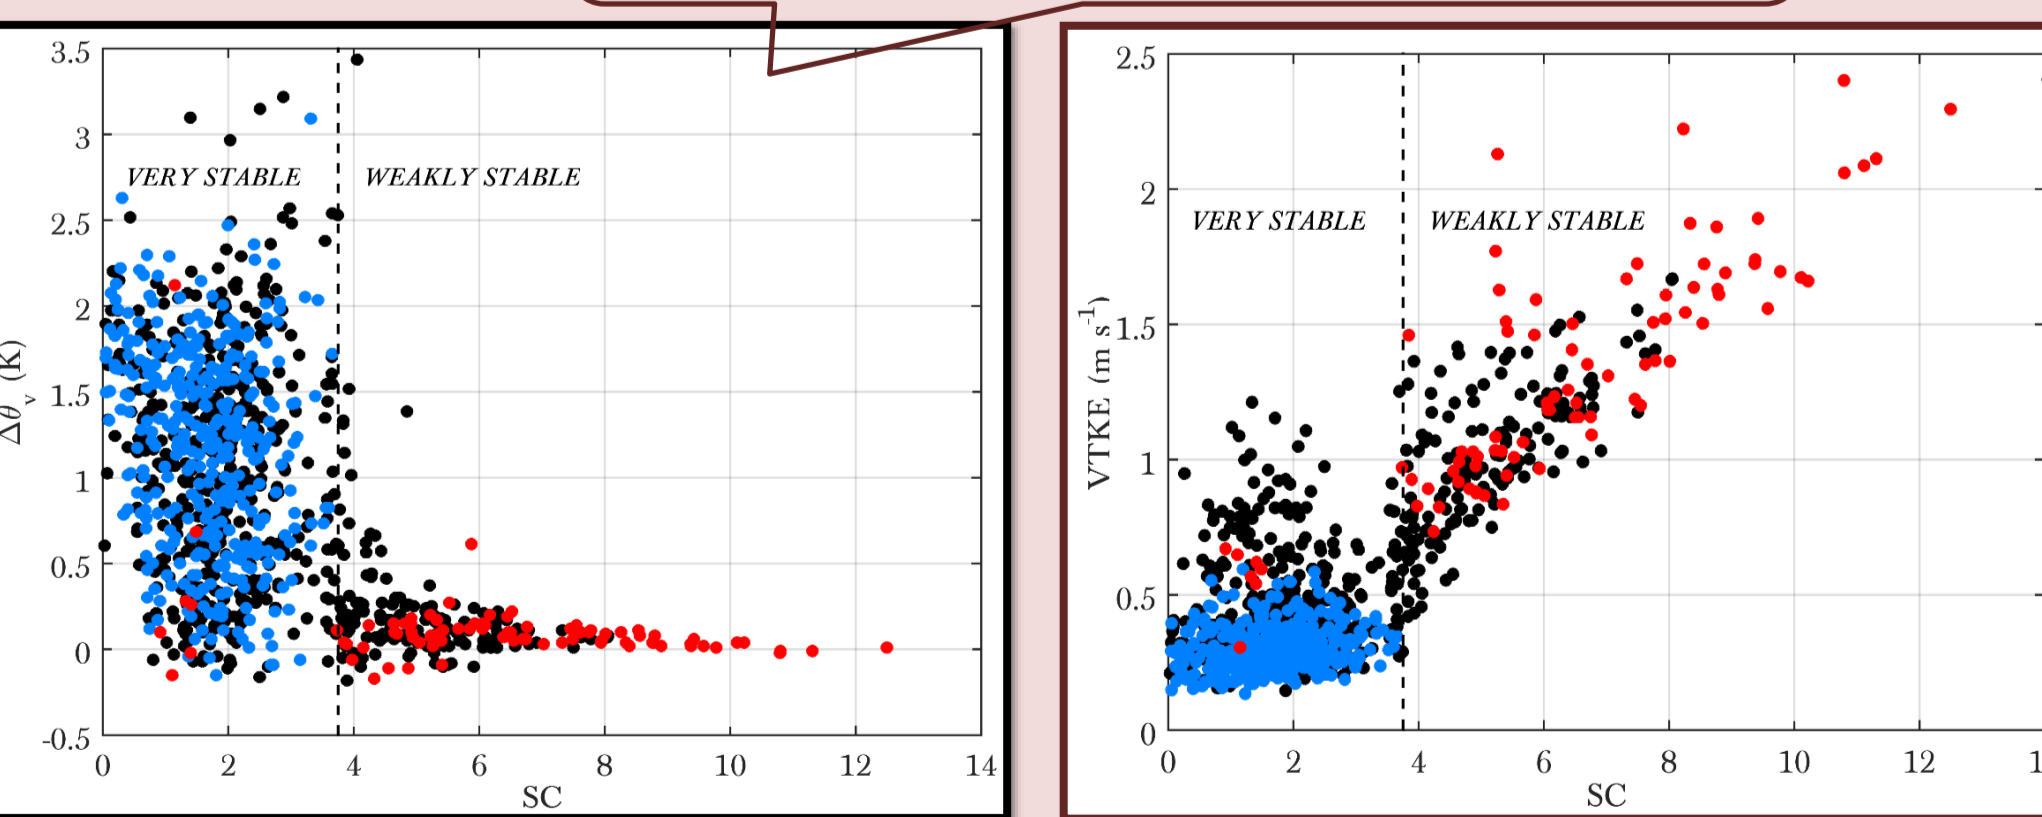 3.5
3
2.5
2
1.5
1
0.5
0
-0.5
Δθv (K)
VERY STABLE
WEAKLY STABLE
0 2 4 6 8 10 12 14
SC
2.5
2
1.5
1
0.5
0
VTKE (m s-1)
VERY STABLE
WEAKLY STABLE
0 2 4 6 8 10 12
SC